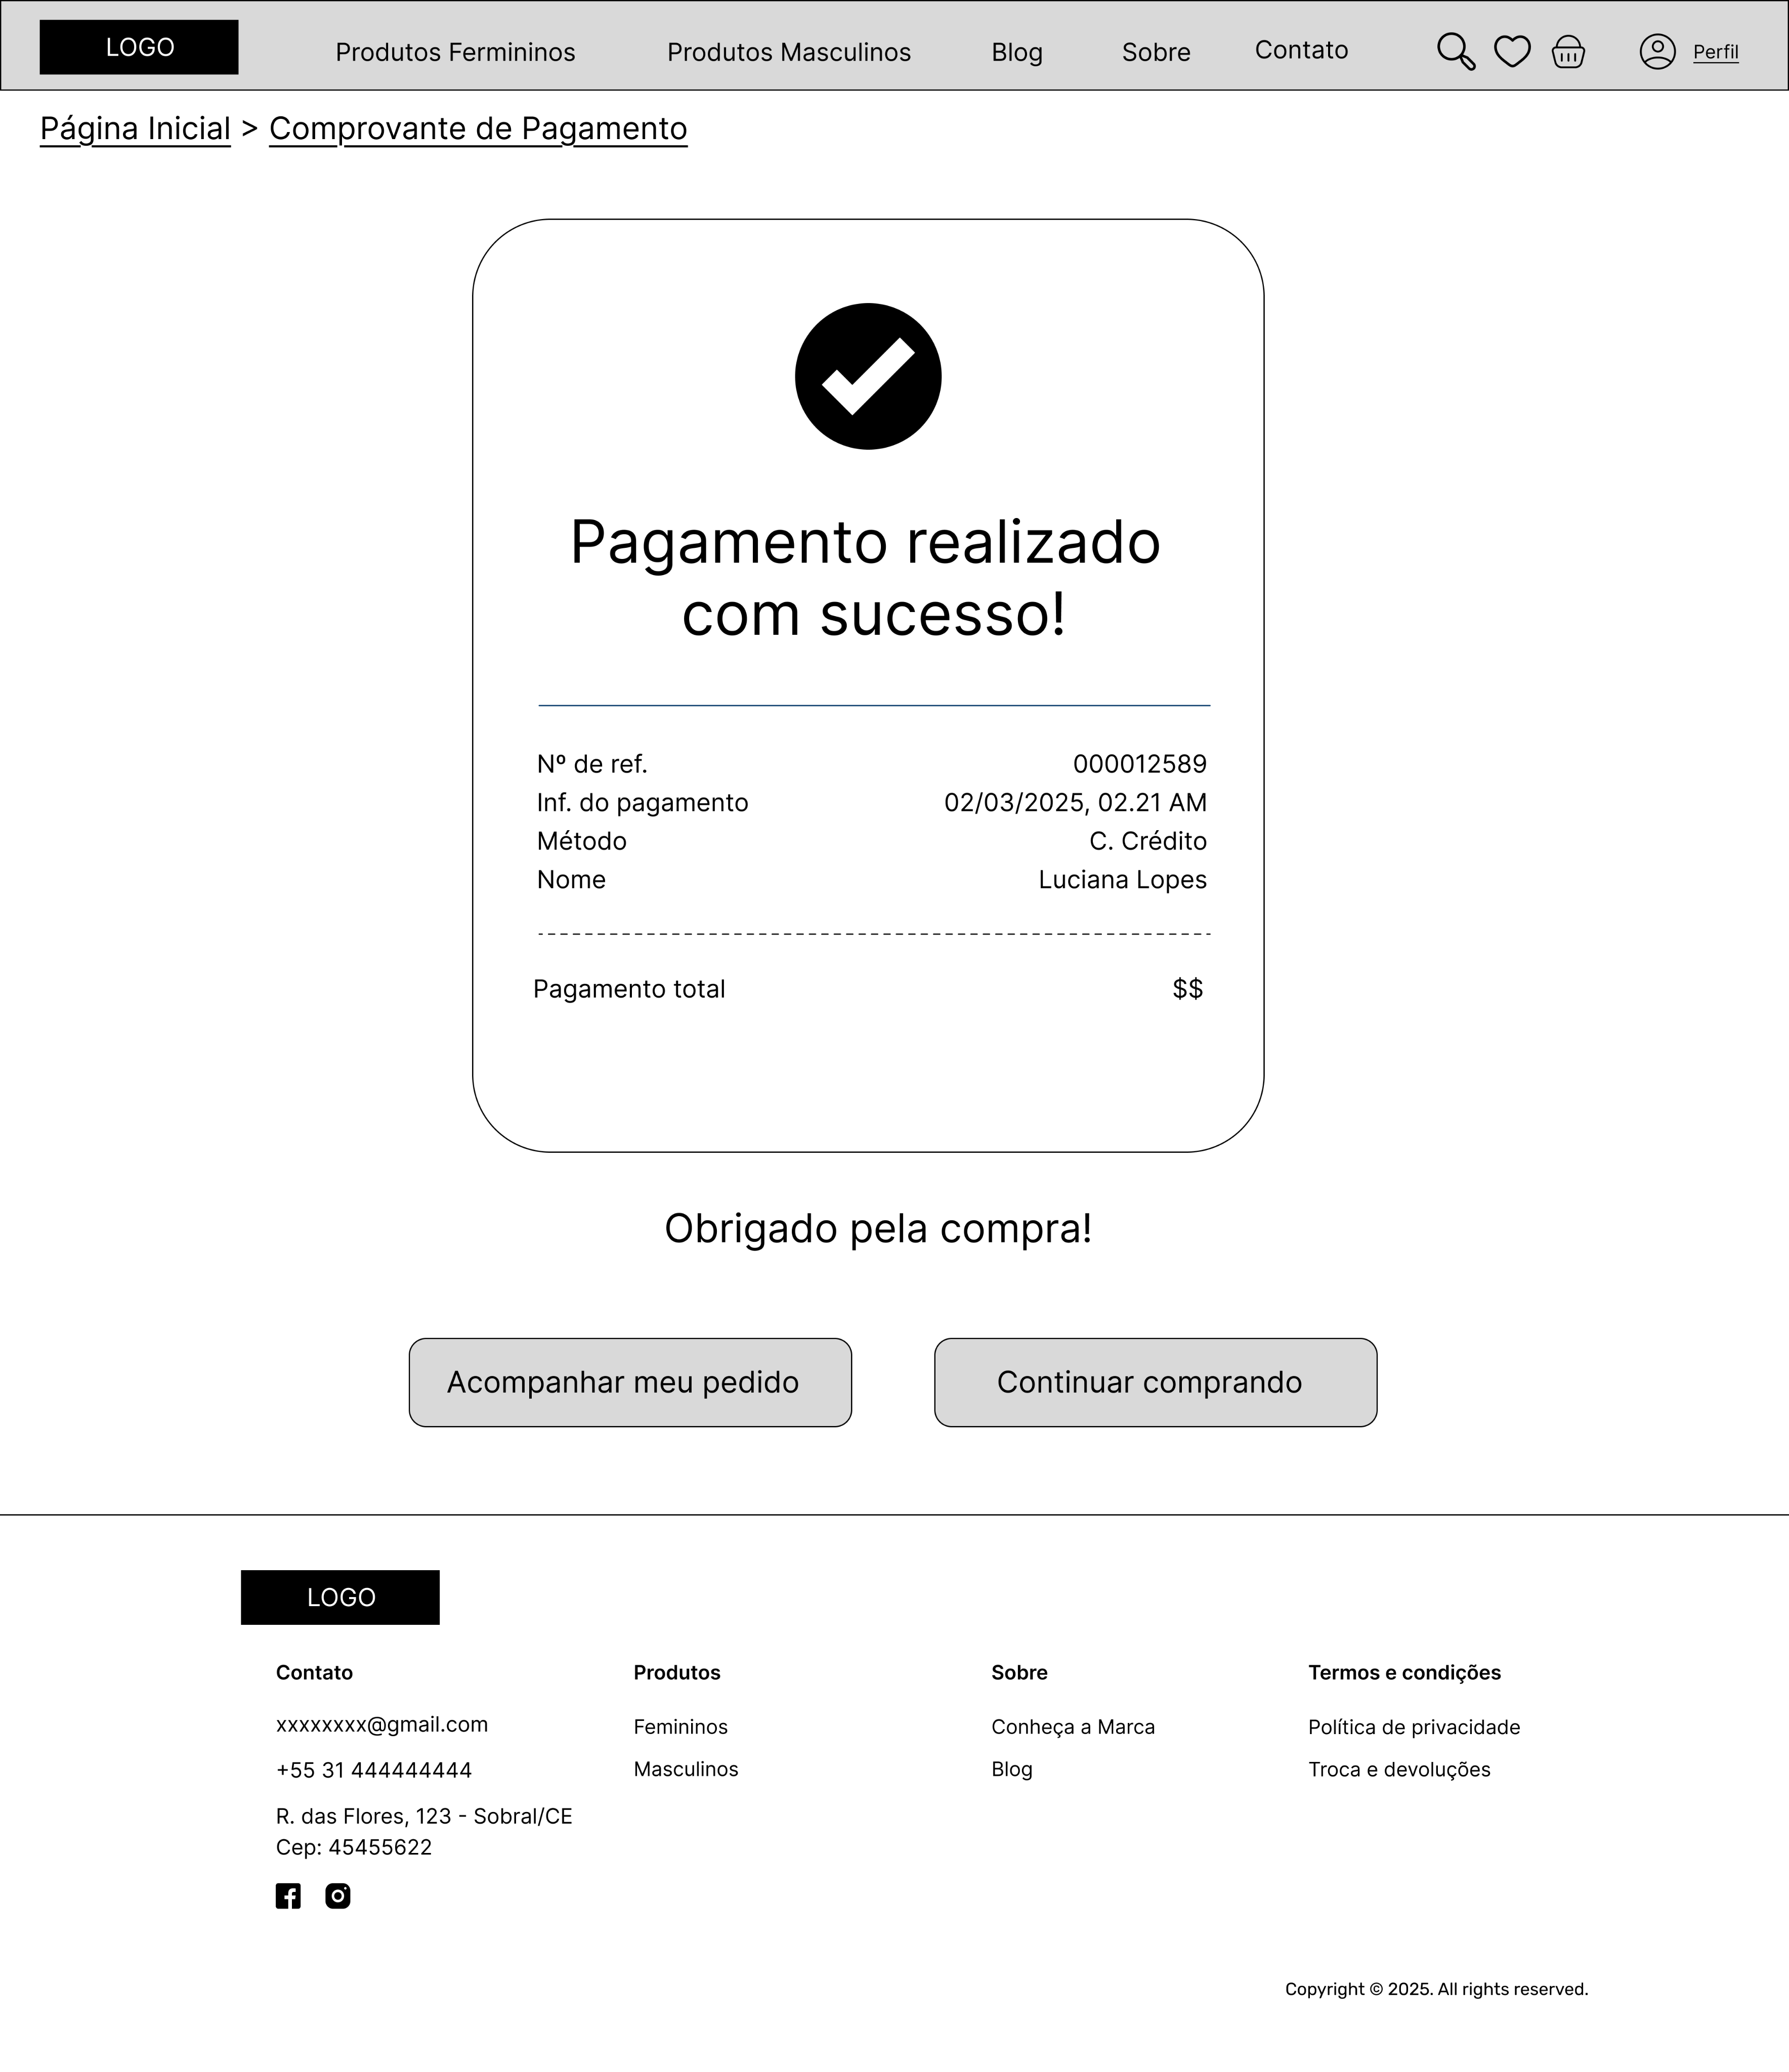 LOGO
Produtos Fermininos
Produtos Masculinos
Blog
Sobre
Contato
Perfil
Página Inicial > Comprovante de Pagamento
Pagamento realizado
com sucesso!
Nº de ref. 000012589
Inf. do pagamento 02/03/2025, 02.21 AM
Método C. Crédito
Nome Luciana Lopes
Pagamento total $$
Obrigado pela compra!
Acompanhar meu pedido
Continuar comprando
LOGO
Contato
xxxxxxxx@gmail.com
+55 31 444444444
R. das Flores, 123 - Sobral/CE
Cep: 45455622
Produtos
Femininos
Masculinos
Sobre
Conheça a Marca
Blog
Termos e condições
Política de privacidade
Troca e devoluções
Copyright © 2025. All rights reserved.